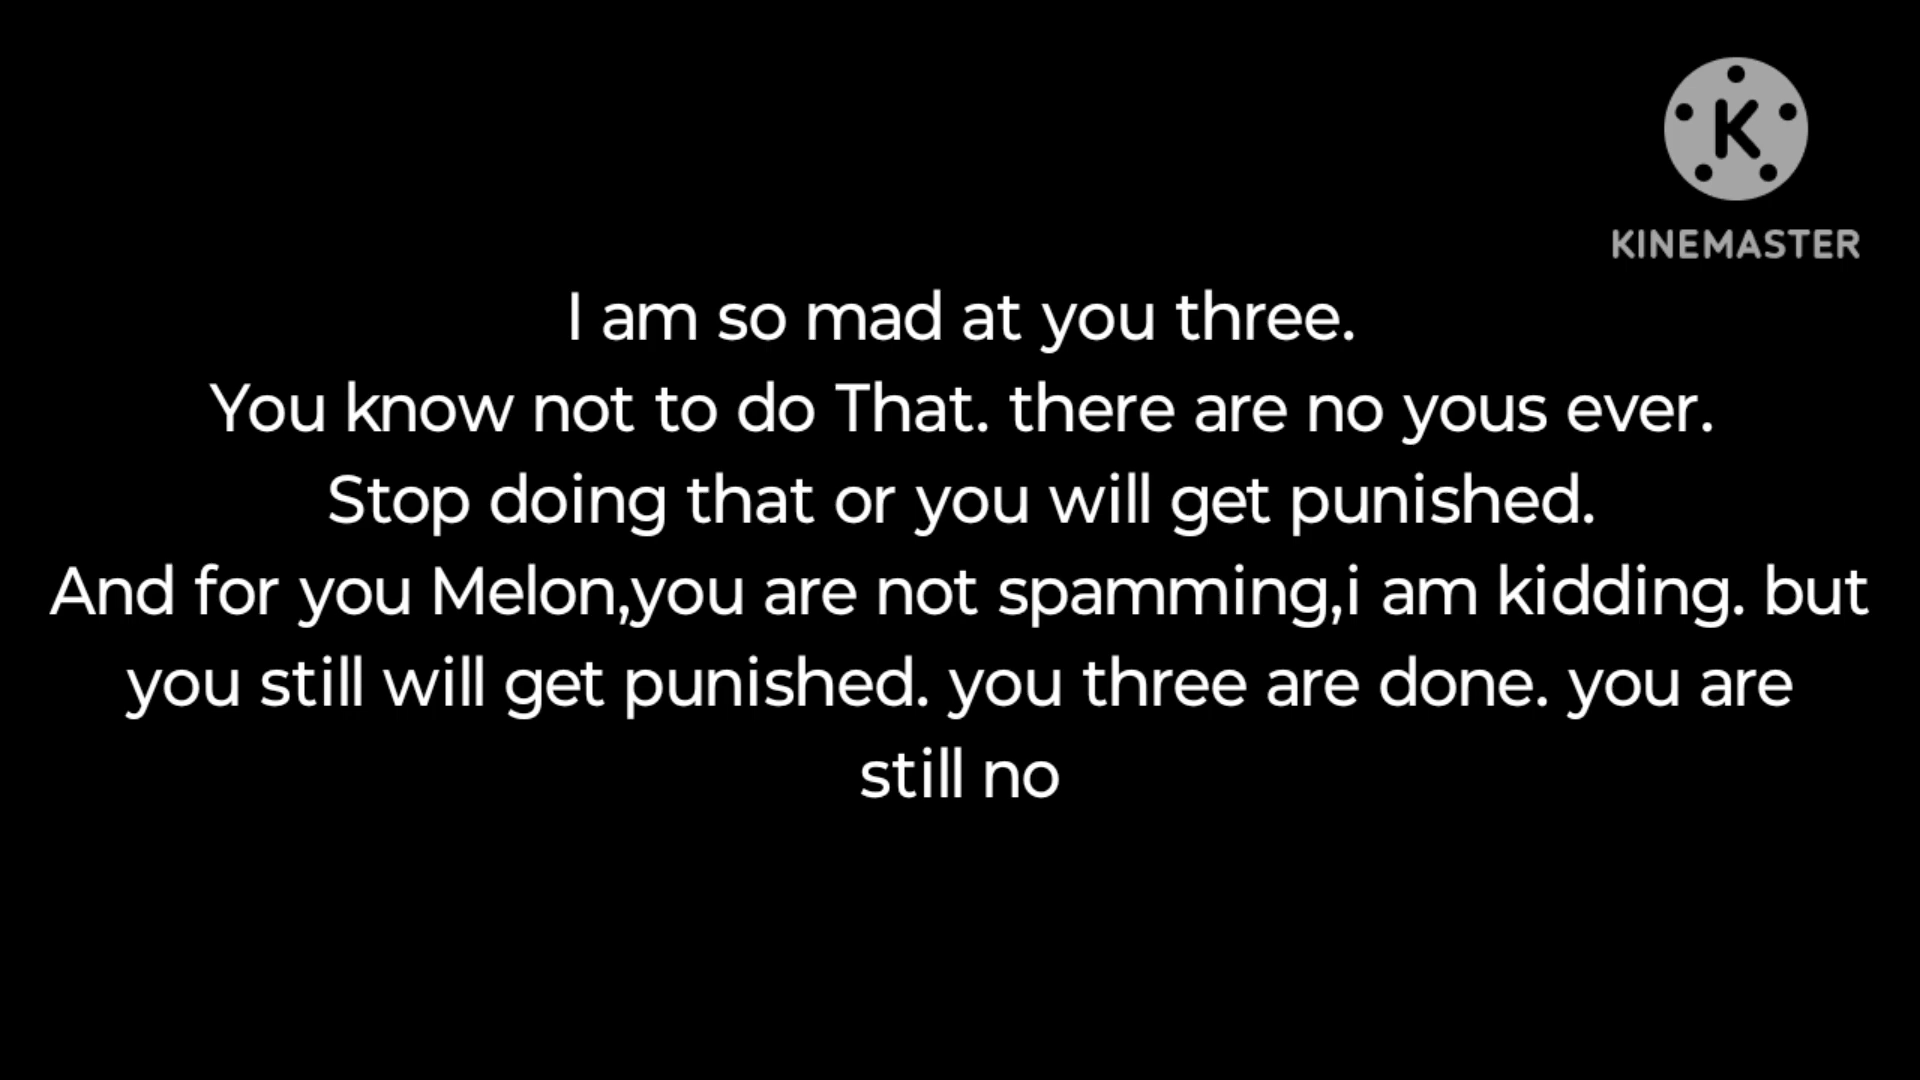 K
KINEMASTER
I am so mad at you three.
You know not to do That. there are no yous ever.
Stop doing that or you will get punished.
And for you Melon,you are not spamming,i am kidding. but
you still will get punished. you three are done. you are
still no